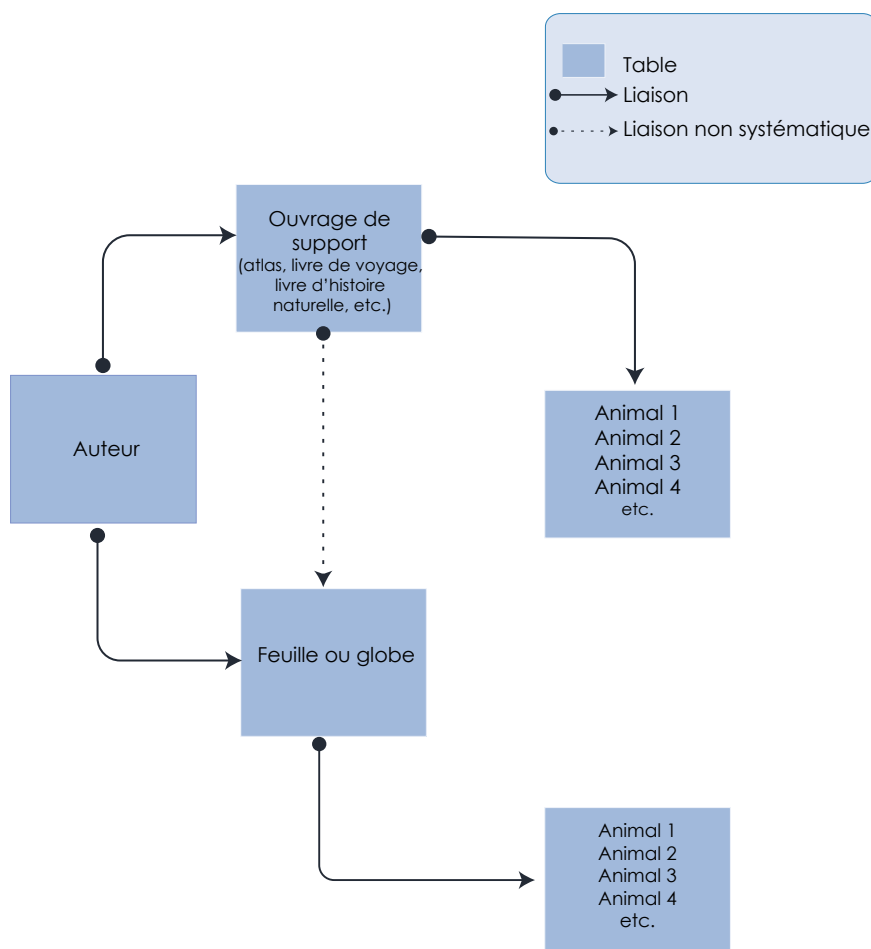 Table
Liaison
Liaison non systématique
Ouvrage de
support
(atlas, livre de voyage,
livre d’histoire
naturelle, etc.)
Auteur
Animal 1
Animal 2
Animal 3
Animal 4
etc.
Feuille ou globe
Animal 1
Animal 2
Animal 3
Animal 4
etc.